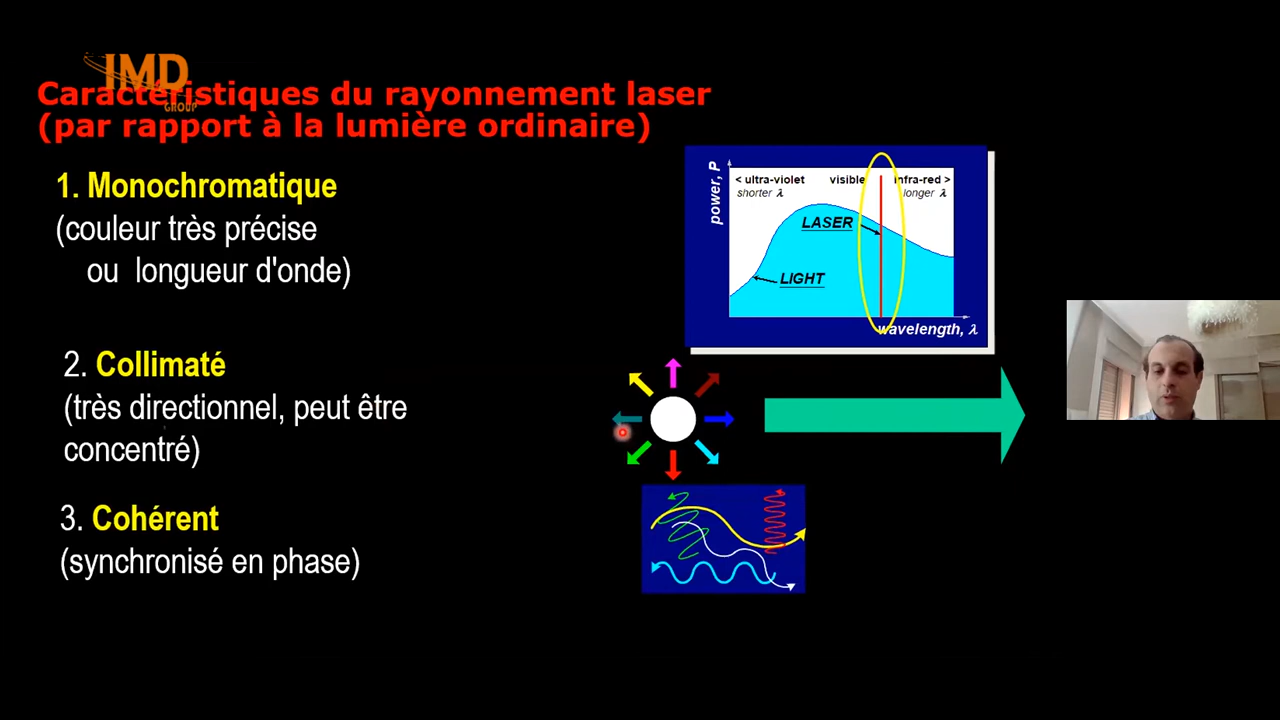 IMD
GROUP
Caractéristiques du rayonnement laser
(par rapport à la lumière ordinaire)
1. Monochromatique
(couleur très précise
ou longueur d'onde)
power, P
< ultra-violet visible infra-red >
shorter λ longer λ
LASER
LIGHT
wavelength, λ
2. Collimaté
(très directionnel, peut être
concentré)
3. Cohérent
(synchronisé en phase)